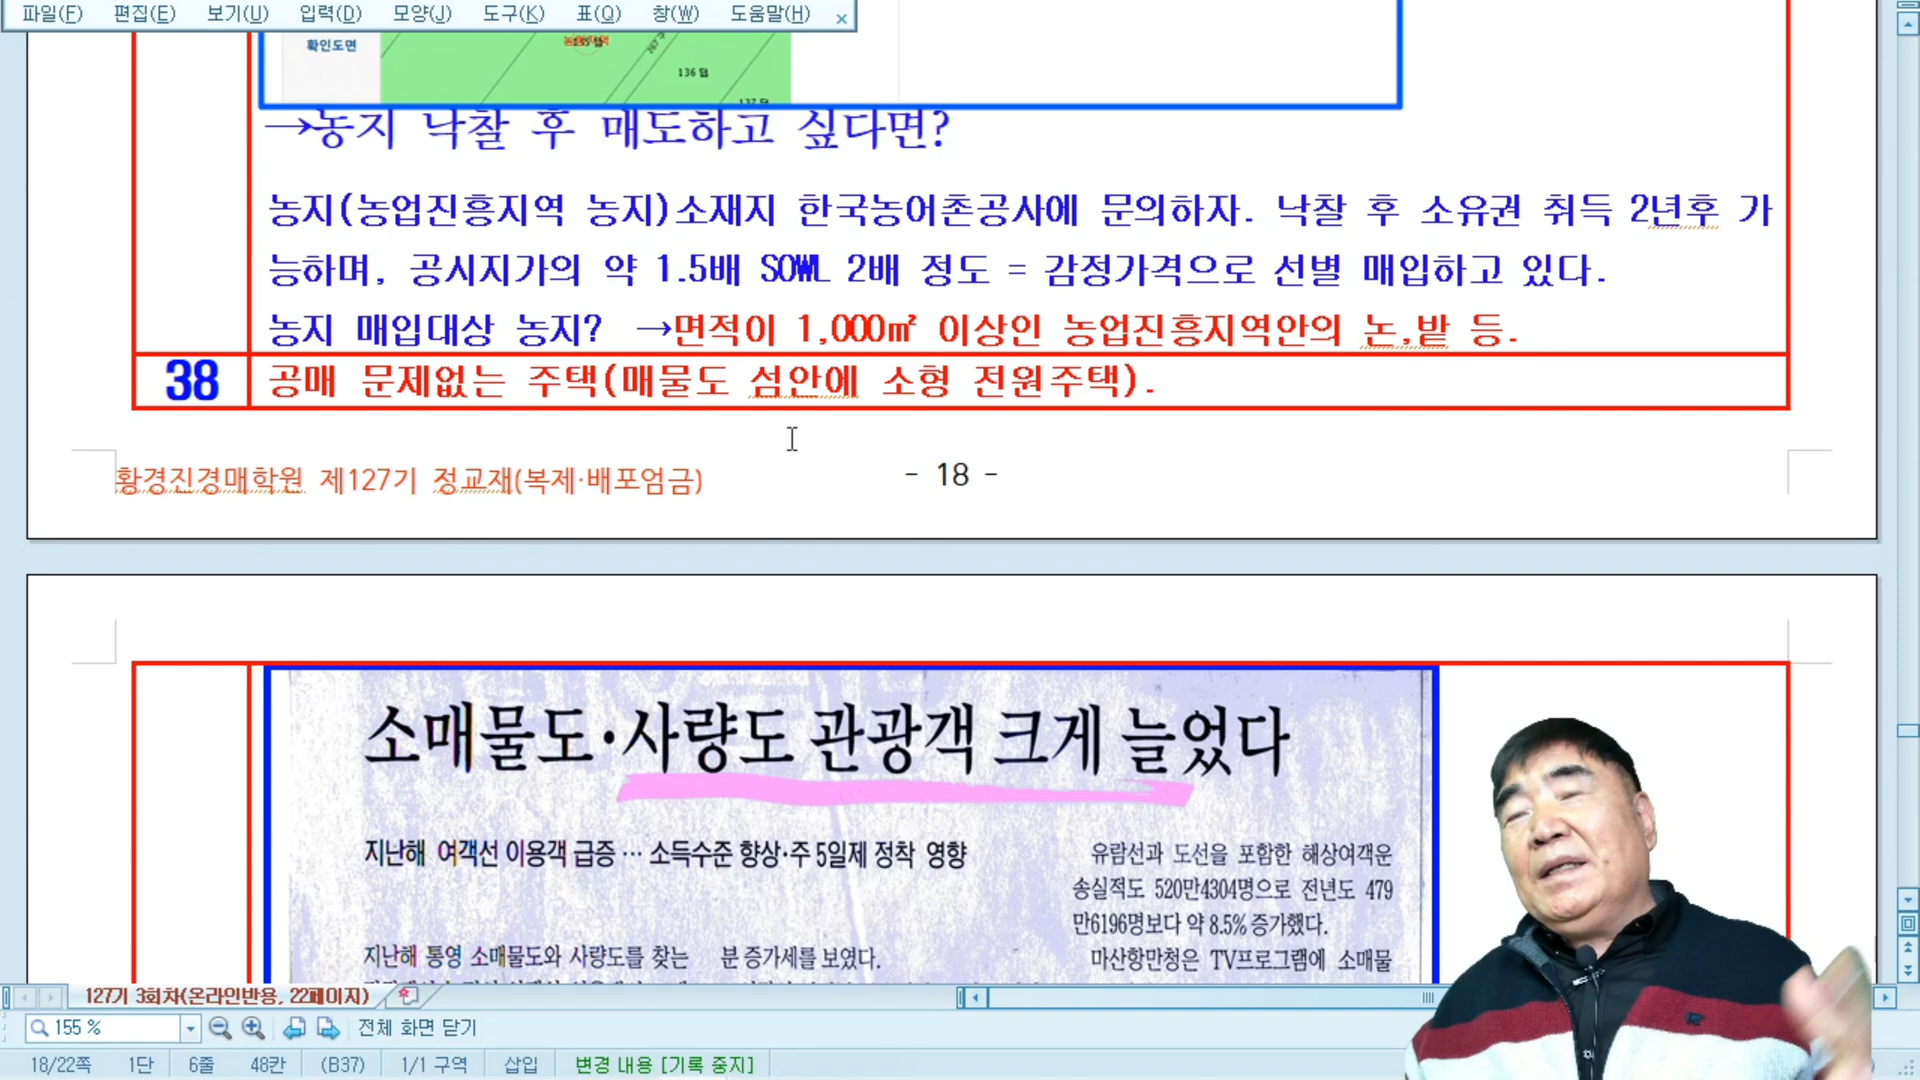 파일(F) 편집(E) 보기(U) 입력(D) 모양(J) 도구(K) 표(Q) 창(W) 도움말(H)
확인도면
136 답
→농지 낙찰 후 매도하고 싶다면?
농지(농업진흥지역 농지)소재지 한국농어촌공사에 문의하자. 낙찰 후 소유권 취득 2년후 가
능하며, 공시지가의 약 1.5배 SOWL 2배 정도 = 감정가격으로 선별 매입하고 있다.
농지 매입대상 농지? →면적이 1,000㎡ 이상인 농업진흥지역안의 논,밭 등.
38 공매 문제없는 주택(매물도 섬안에 소형 전원주택).
황경진경매학원 제127기 정교재(복제·배포엄금)
- 18 -
소매물도·사량도 관광객 크게 늘었다
지난해 여객선 이용객 급증… 소득수준 향상·주 5일제 정착 영향
지난해 통영 소매물도와 사량도를 찾는
분 증가세를 보였다.
유람선과 도선을 포함한 해상여객운
송실적도 520만4304명으로 전년도 479
만6196명보다 약 8.5% 증가했다.
마산항만청은 TV프로그램에 소매물
127기 3회차(온라인반용, 22페이지)
155 %
전체 화면 닫기
18/22쪽 1단 6줄 48칸 (B37) 1/1 구역 삽입 변경 내용 [기록 중지]